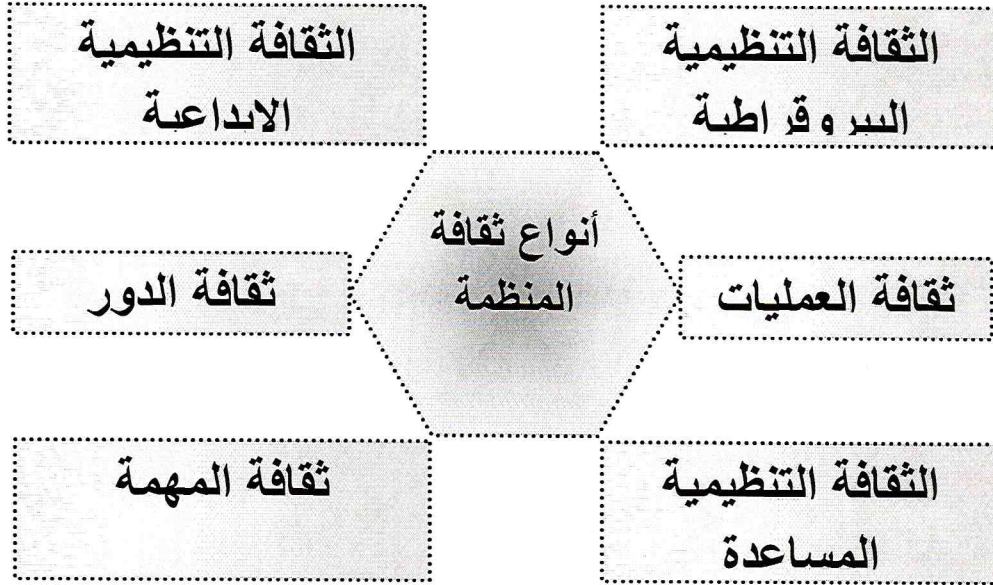 الثقافة التنظيمية
البيروقراطية
الثقافة التنظيمية
الابداعية
أنواع ثقافة
المنظمة
ثقافة العمليات
ثقافة الدور
الثقافة التنظيمية
المساعدة
ثقافة المهمة